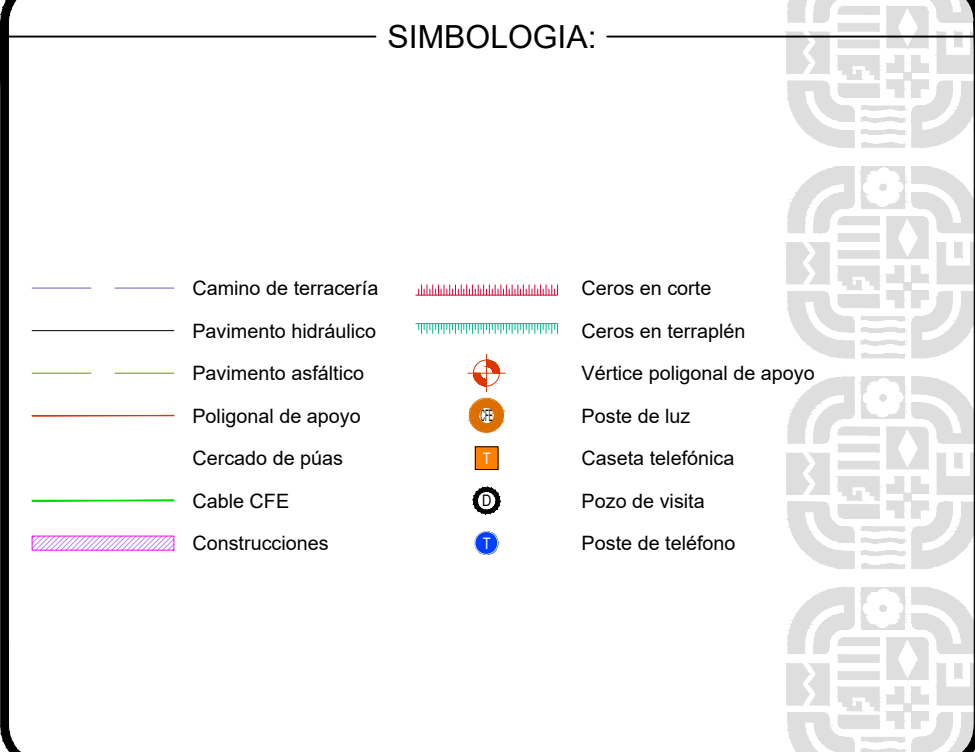 SIMBOLOGIA:
Camino de terracería
Pavimento hidráulico
Pavimento asfáltico
Poligonal de apoyo
Cercado de púas
Cable CFE
Construcciones
Ceros en corte
Ceros en terraplén
Vértice poligonal de apoyo
CFE
Poste de luz
T
Caseta telefónica
D
Pozo de visita
T
Poste de teléfono